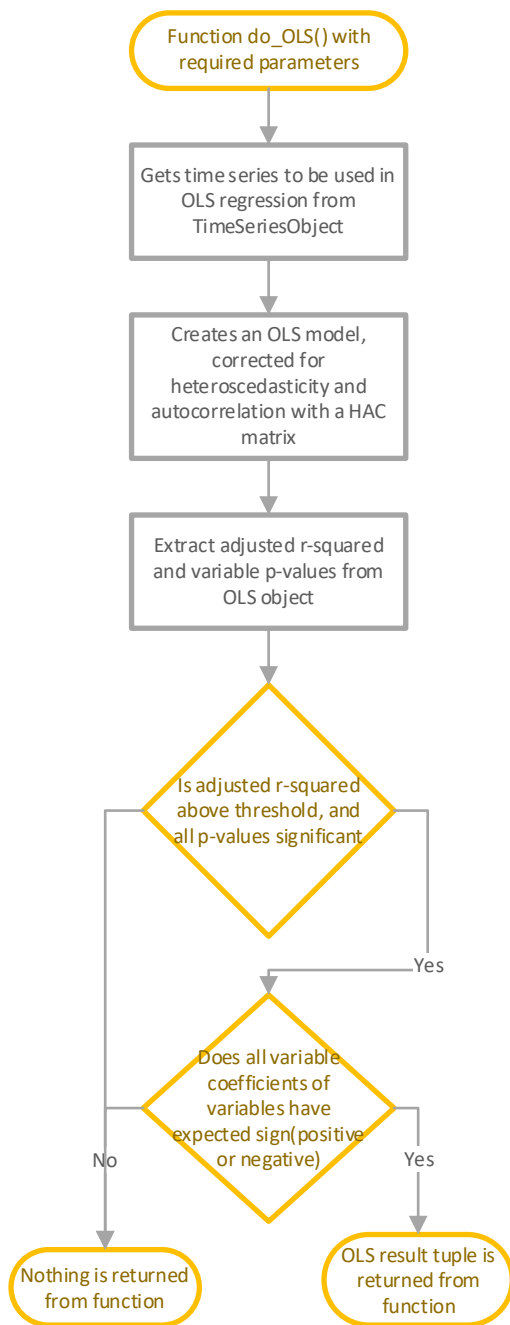 Function do_OLS() with
required parameters
Gets time series to be used in
OLS regression from
TimeSeriesObject
Creates an OLS model,
corrected for
heteroscedasticity and
autocorrelation with a HAC
matrix
Extract adjusted r-squared
and variable p-values from
OLS object
Is adjusted r-squared
above threshold, and
all p-values significant
Yes
Does all variable
coefficients of
variables have
expected sign(positive
or negative)
No
Yes
Nothing is returned
from function
OLS result tuple is
returned from
function